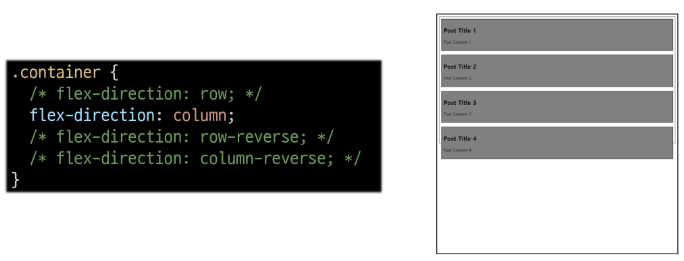 .container {
/* flex-direction: row; */
flex-direction: column;
/* flex-direction: row-reverse; */
/* flex-direction: column-reverse; */
}
Post Title 1
Post Content 1
Post Title 2
Post Content 2
Post Title 3
Post Content 3
Post Title 4
Post Content 4